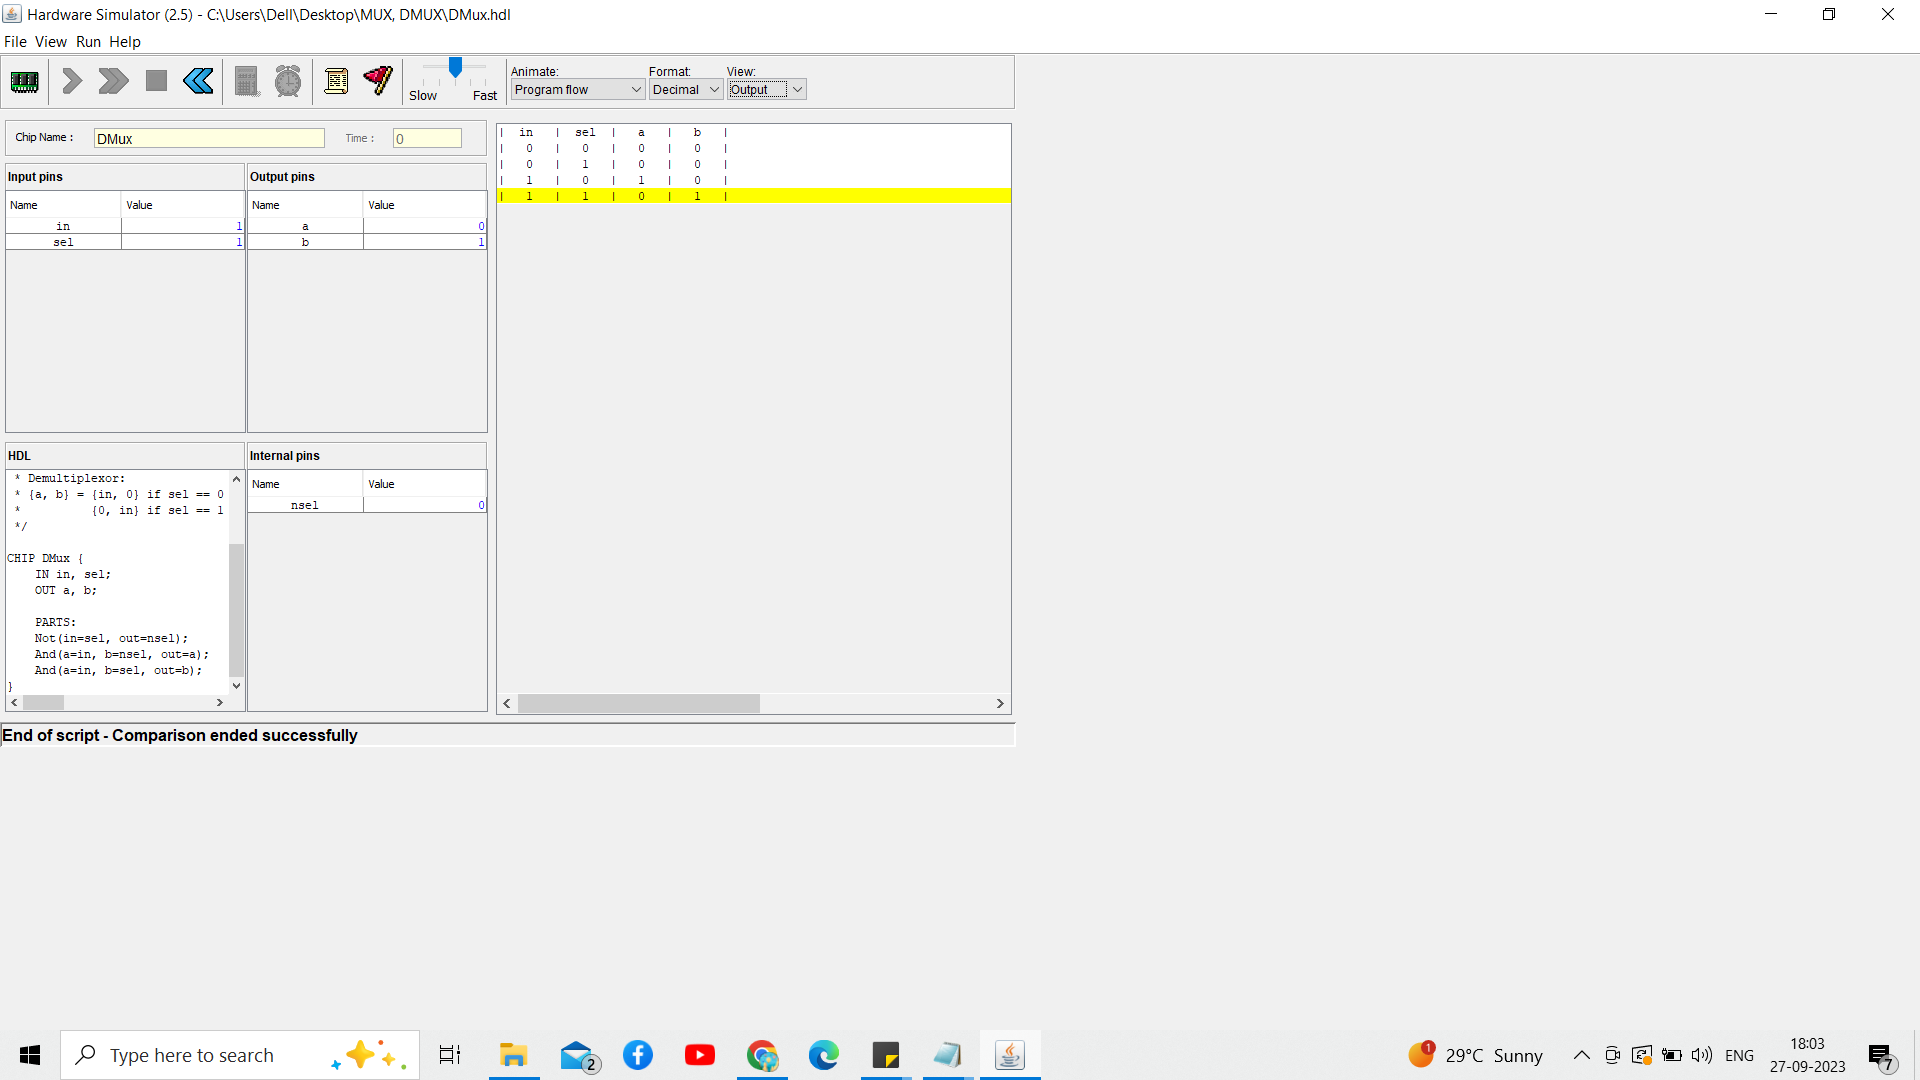 Hardware Simulator (2.5) - C:\Users\Dell\Desktop\MUX, DMUX\DMux.hdl
File View Run Help
Slow Fast
Animate: Format: View:
Program flow Decimal Output
Chip Name : DMux Time : 0
Input pins Output pins
Name Value Name Value
in 1 a 0
sel 1 b 1
| in | sel | a | b |
| 0 | 0 | 0 | 0 |
| 0 | 1 | 0 | 0 |
| 1 | 0 | 1 | 0 |
| 1 | 1 | 0 | 1 |
HDL
* Demultiplexor:
* {a, b} = {in, 0} if sel == 0
* {0, in} if sel == 1
*/
CHIP DMux {
IN in, sel;
OUT a, b;
PARTS:
Not(in=sel, out=nsel);
And(a=in, b=nsel, out=a);
And(a=in, b=sel, out=b);
}
Internal pins
Name Value
nsel 0
End of script - Comparison ended successfully
Type here to search
2
1
29°C Sunny
ENG
18:03
27-09-2023
7